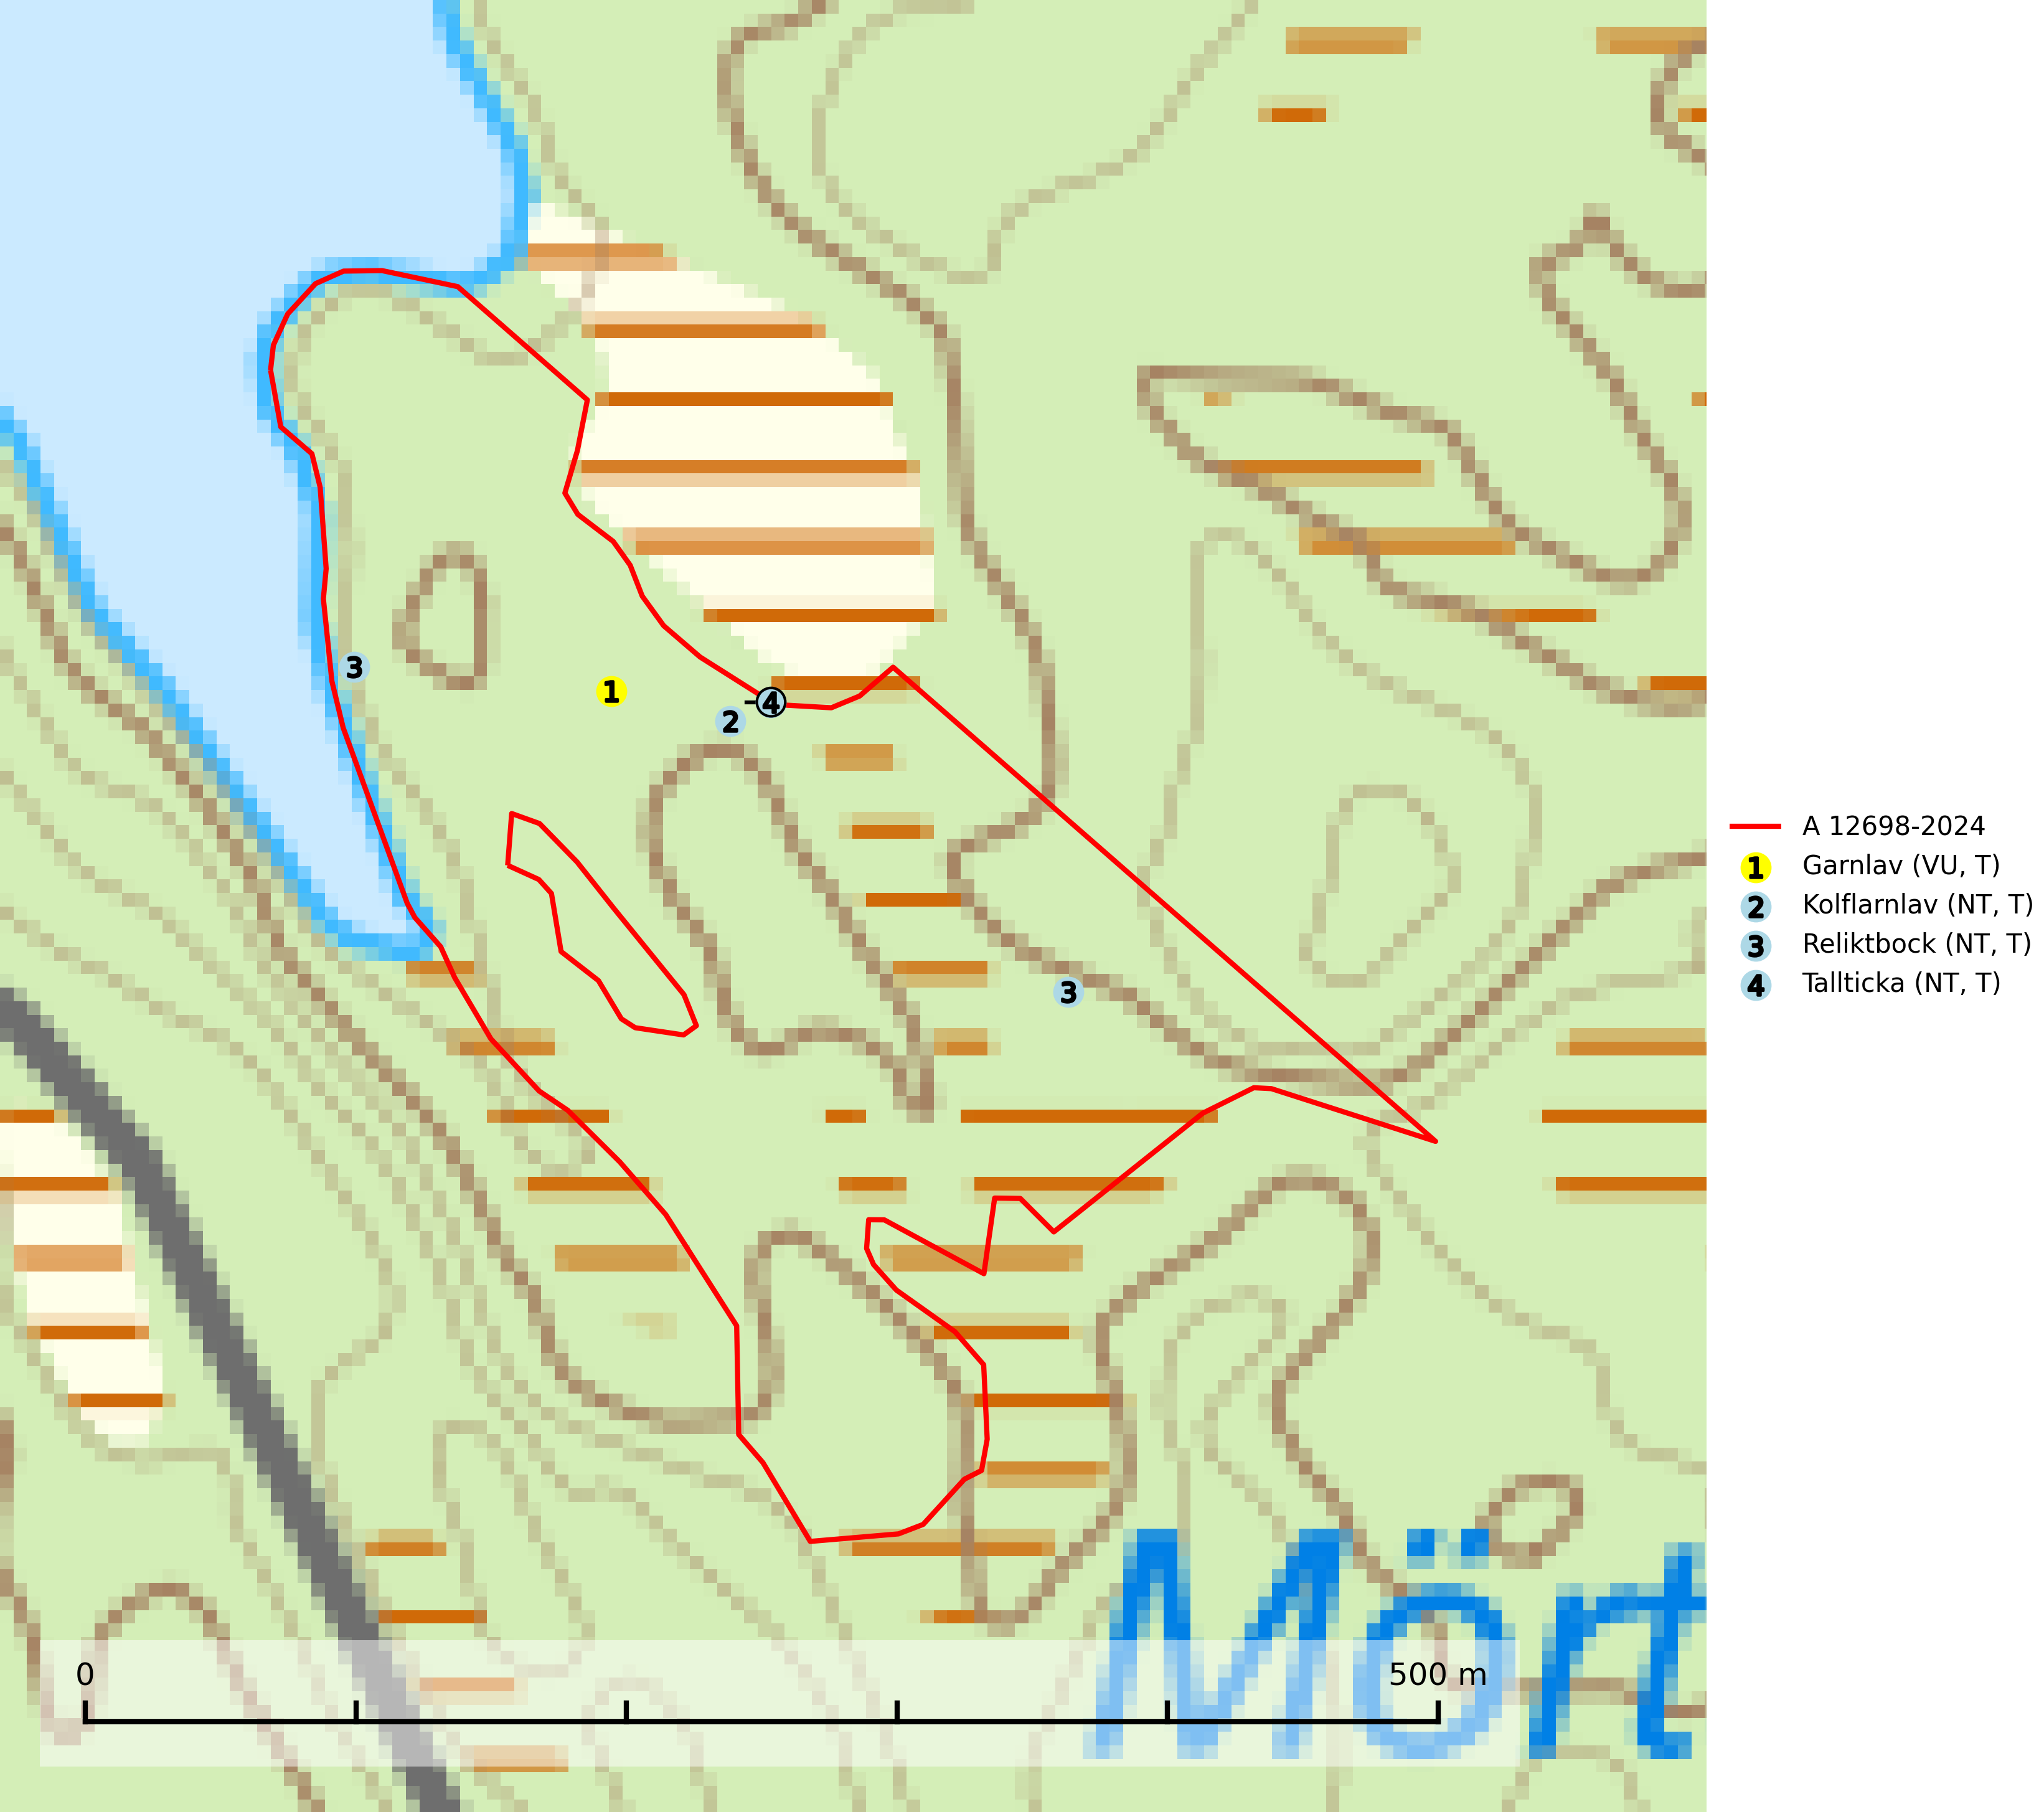 1
3
2
4
3
A 12698-2024
1 Garnlav (VU, T)
2 Kolflarnlav (NT, T)
3 Reliktbock (NT, T)
4 Tallticka (NT, T)
Mört
0 500 m